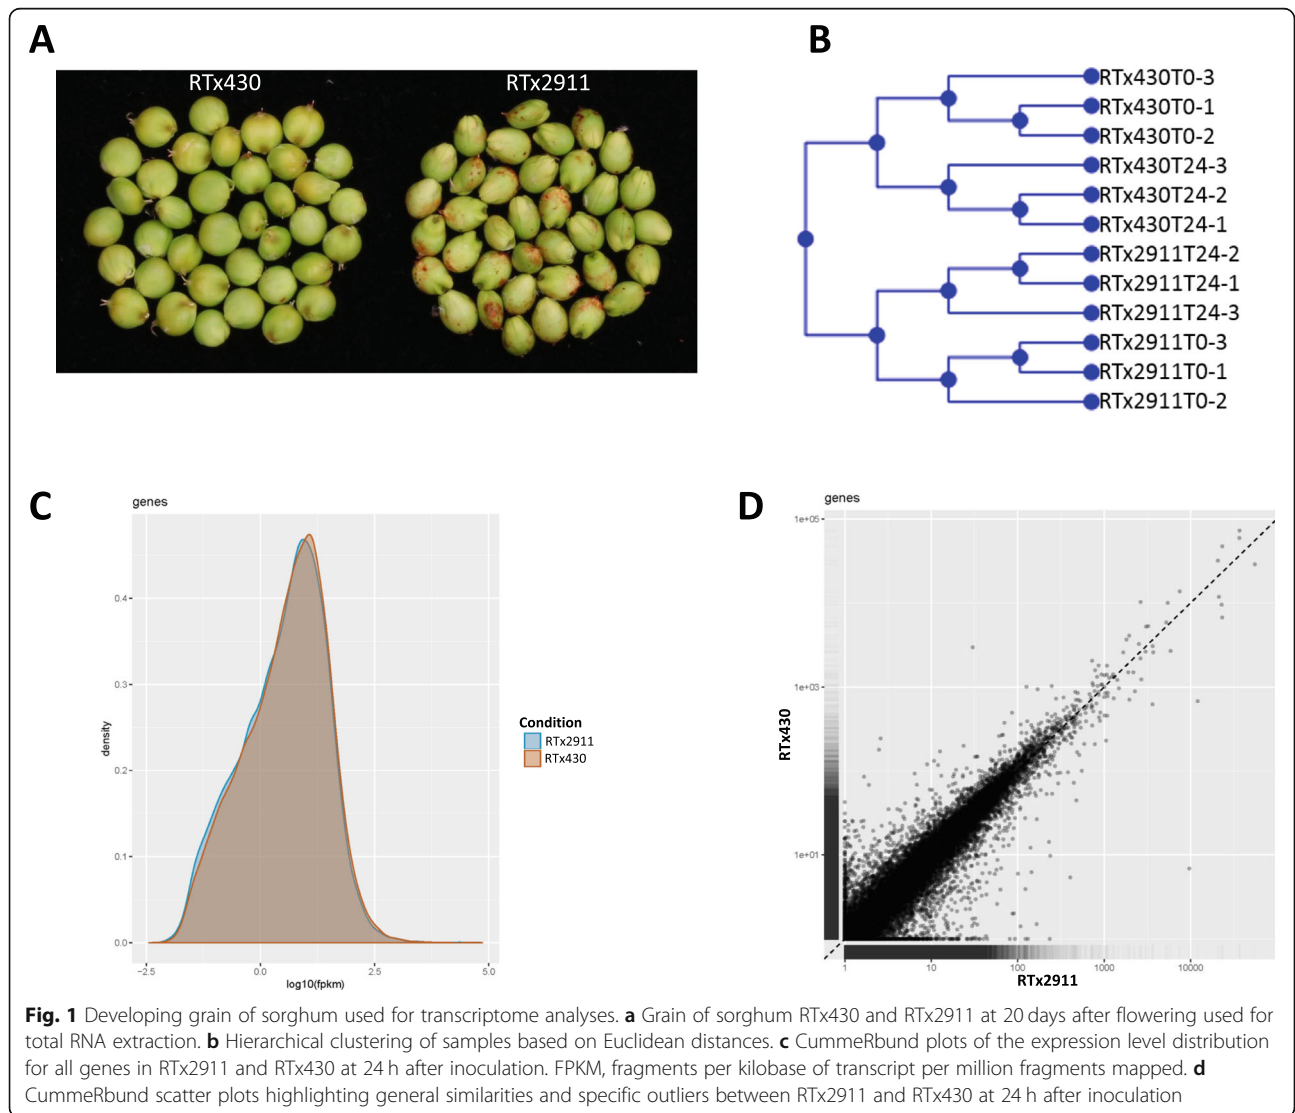 A
RTx430
RTx2911
B
RTx430T0-3
RTx430T0-1
RTx430T0-2
RTx430T24-3
RTx430T24-2
RTx430T24-1
RTx2911T24-2
RTx2911T24-1
RTx2911T24-3
RTx2911T0-3
RTx2911T0-1
RTx2911T0-2
C
genes
density
0.4
0.3
0.2
0.1
0.0
-2.5
0.0
2.5
5.0
log10(fpkm)
Condition
RTx2911
RTx430
D
genes
RTx430
1e+05
1e+03
1e+01
1
10
100
1000
10000
RTx2911
Fig. 1 Developing grain of sorghum used for transcriptome analyses. a Grain of sorghum RTx430 and RTx2911 at 20 days after flowering used for
total RNA extraction. b Hierarchical clustering of samples based on Euclidean distances. c CummeRbund plots of the expression level distribution
for all genes in RTx2911 and RTx430 at 24 h after inoculation. FPKM, fragments per kilobase of transcript per million fragments mapped. d
CummeRbund scatter plots highlighting general similarities and specific outliers between RTx2911 and RTx430 at 24 h after inoculation